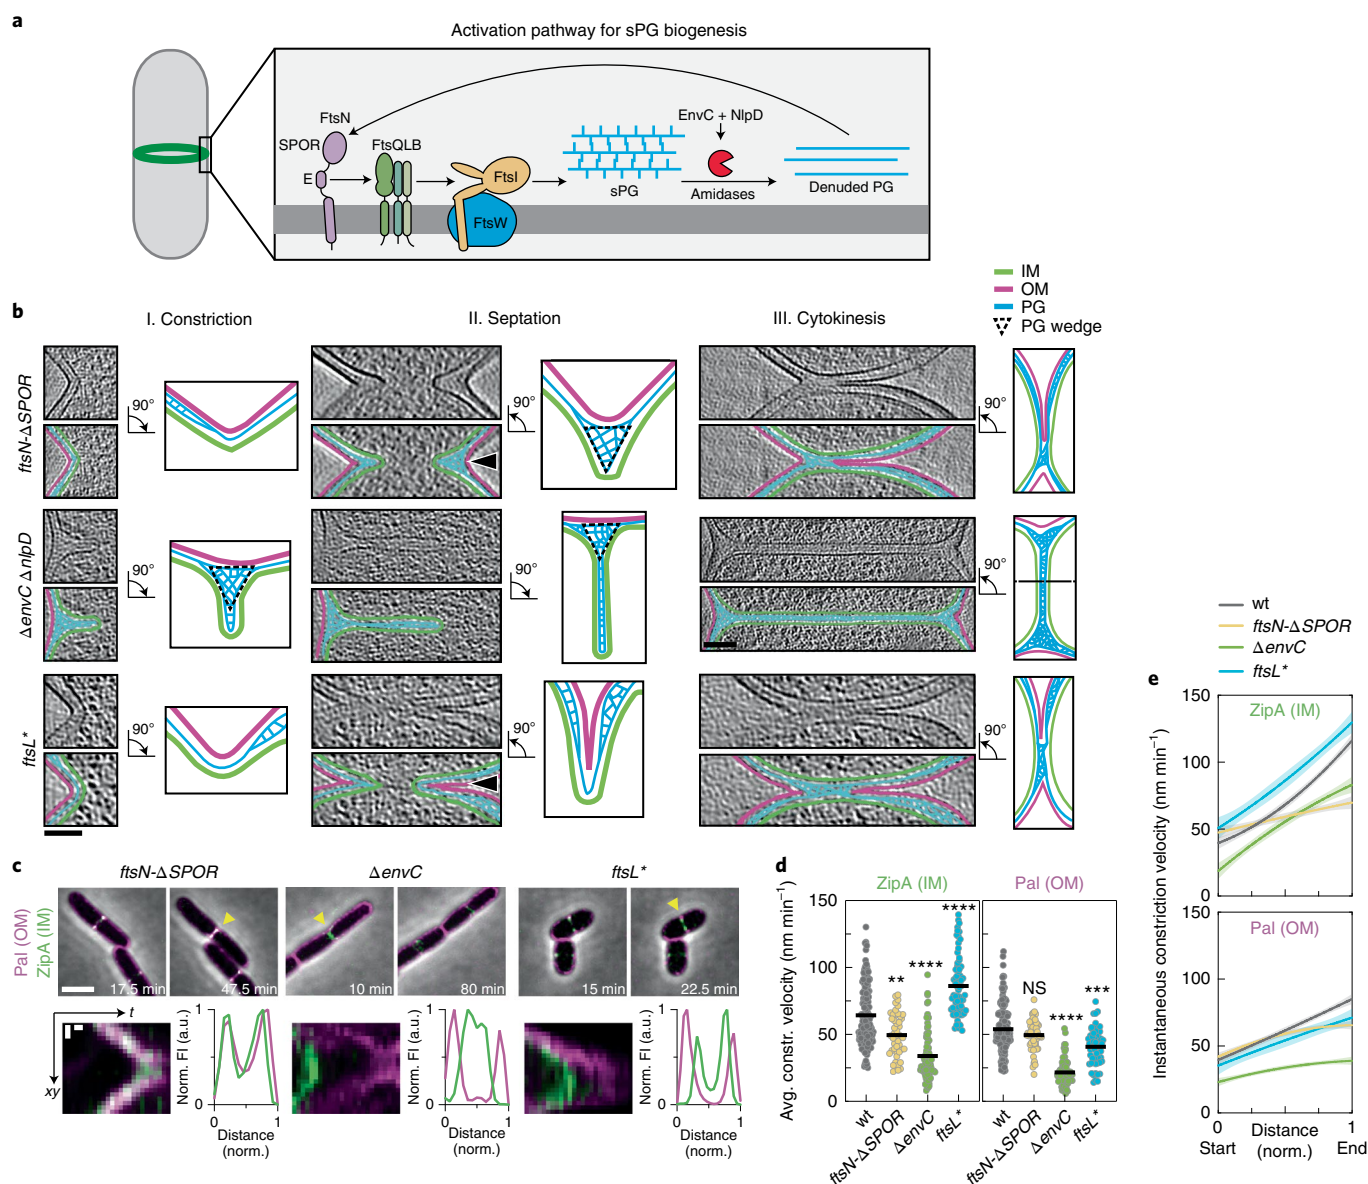 a
Activation pathway for sPG biogenesis
FtsN
SPOR
E
FtsQLB
FtsI
FtsW
sPG
EnvC + NlpD
Amidases
Denuded PG
IM
OM
PG
PG wedge
b
I. Constriction
II. Septation
III. Cytokinesis
ftsN-ΔSPOR
90°
90°
90°
ΔenvC ΔnlpD
90°
90°
90°
ftsL*
90°
90°
90°
c
ftsN-ΔSPOR
ΔenvC
ftsL*
Pal (OM)
ZipA (IM)
17.5 min
47.5 min
10 min
80 min
15 min
22.5 min
t
xy
Norm. FI (a.u.)
1
0
0
1
Distance
(norm.)
Norm. FI (a.u.)
1
0
0
1
Distance
(norm.)
Norm. FI (a.u.)
1
0
0
1
Distance
(norm.)
d
ZipA (IM)
Pal (OM)
Avg. constr. velocity (nm min⁻¹)
150
100
50
0
**
****
****
NS
****
***
wt
ftsN-ΔSPOR
ΔenvC
ftsL*
wt
ftsN-ΔSPOR
ΔenvC
ftsL*
wt
ftsN-ΔSPOR
ΔenvC
ftsL*
e
Instantaneous constriction velocity (nm min⁻¹)
150
ZipA (IM)
100
50
0
150
Pal (OM)
100
50
0
0
1
Start
Distance
(norm.)
End